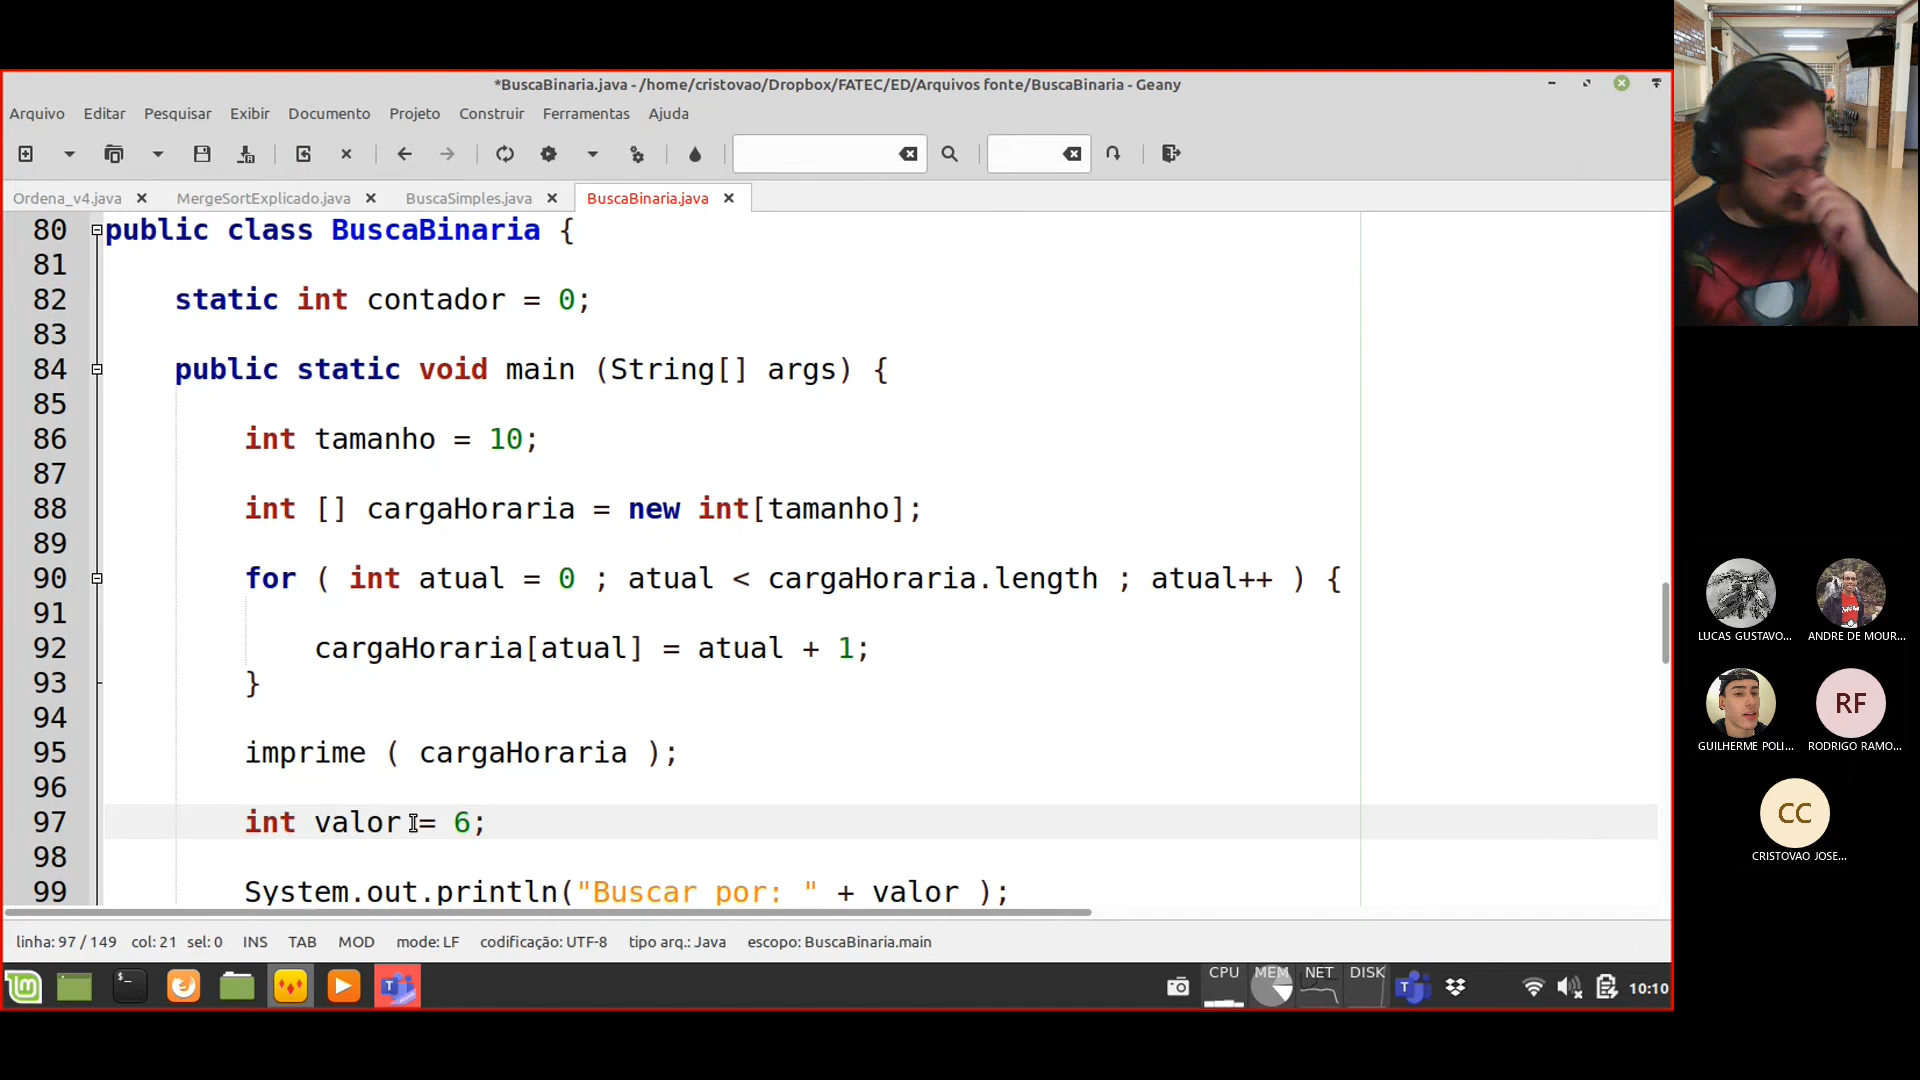 *BuscaBinaria.java - /home/cristovao/Dropbox/FATEC/ED/Arquivos fonte/BuscaBinaria - Geany
Arquivo Editar Pesquisar Exibir Documento Projeto Construir Ferramentas Ajuda
Ordena_v4.java MergeSortExplicado.java BuscaSimples.java BuscaBinaria.java
80 public class BuscaBinaria {
81
82 static int contador = 0;
83
84 public static void main (String[] args) {
85
86 int tamanho = 10;
87
88 int [] cargaHoraria = new int[tamanho];
89
90 for ( int atual = 0 ; atual < cargaHoraria.length ; atual++ ) {
91
92 cargaHoraria[atual] = atual + 1;
93 }
94
95 imprime ( cargaHoraria );
96
97 int valor = 6;
98
99 System.out.println("Buscar por: " + valor );
linha: 97 / 149 col: 21 sel: 0 INS TAB MOD mode: LF codificação: UTF-8 tipo arq.: Java escopo: BuscaBinaria.main
CPU MEM NET DISK 10:10
LUCAS GUSTAVO... ANDRE DE MOUR...
RF
GUILHERME POLI... RODRIGO RAMO...
CC
CRISTOVAO JOSE...